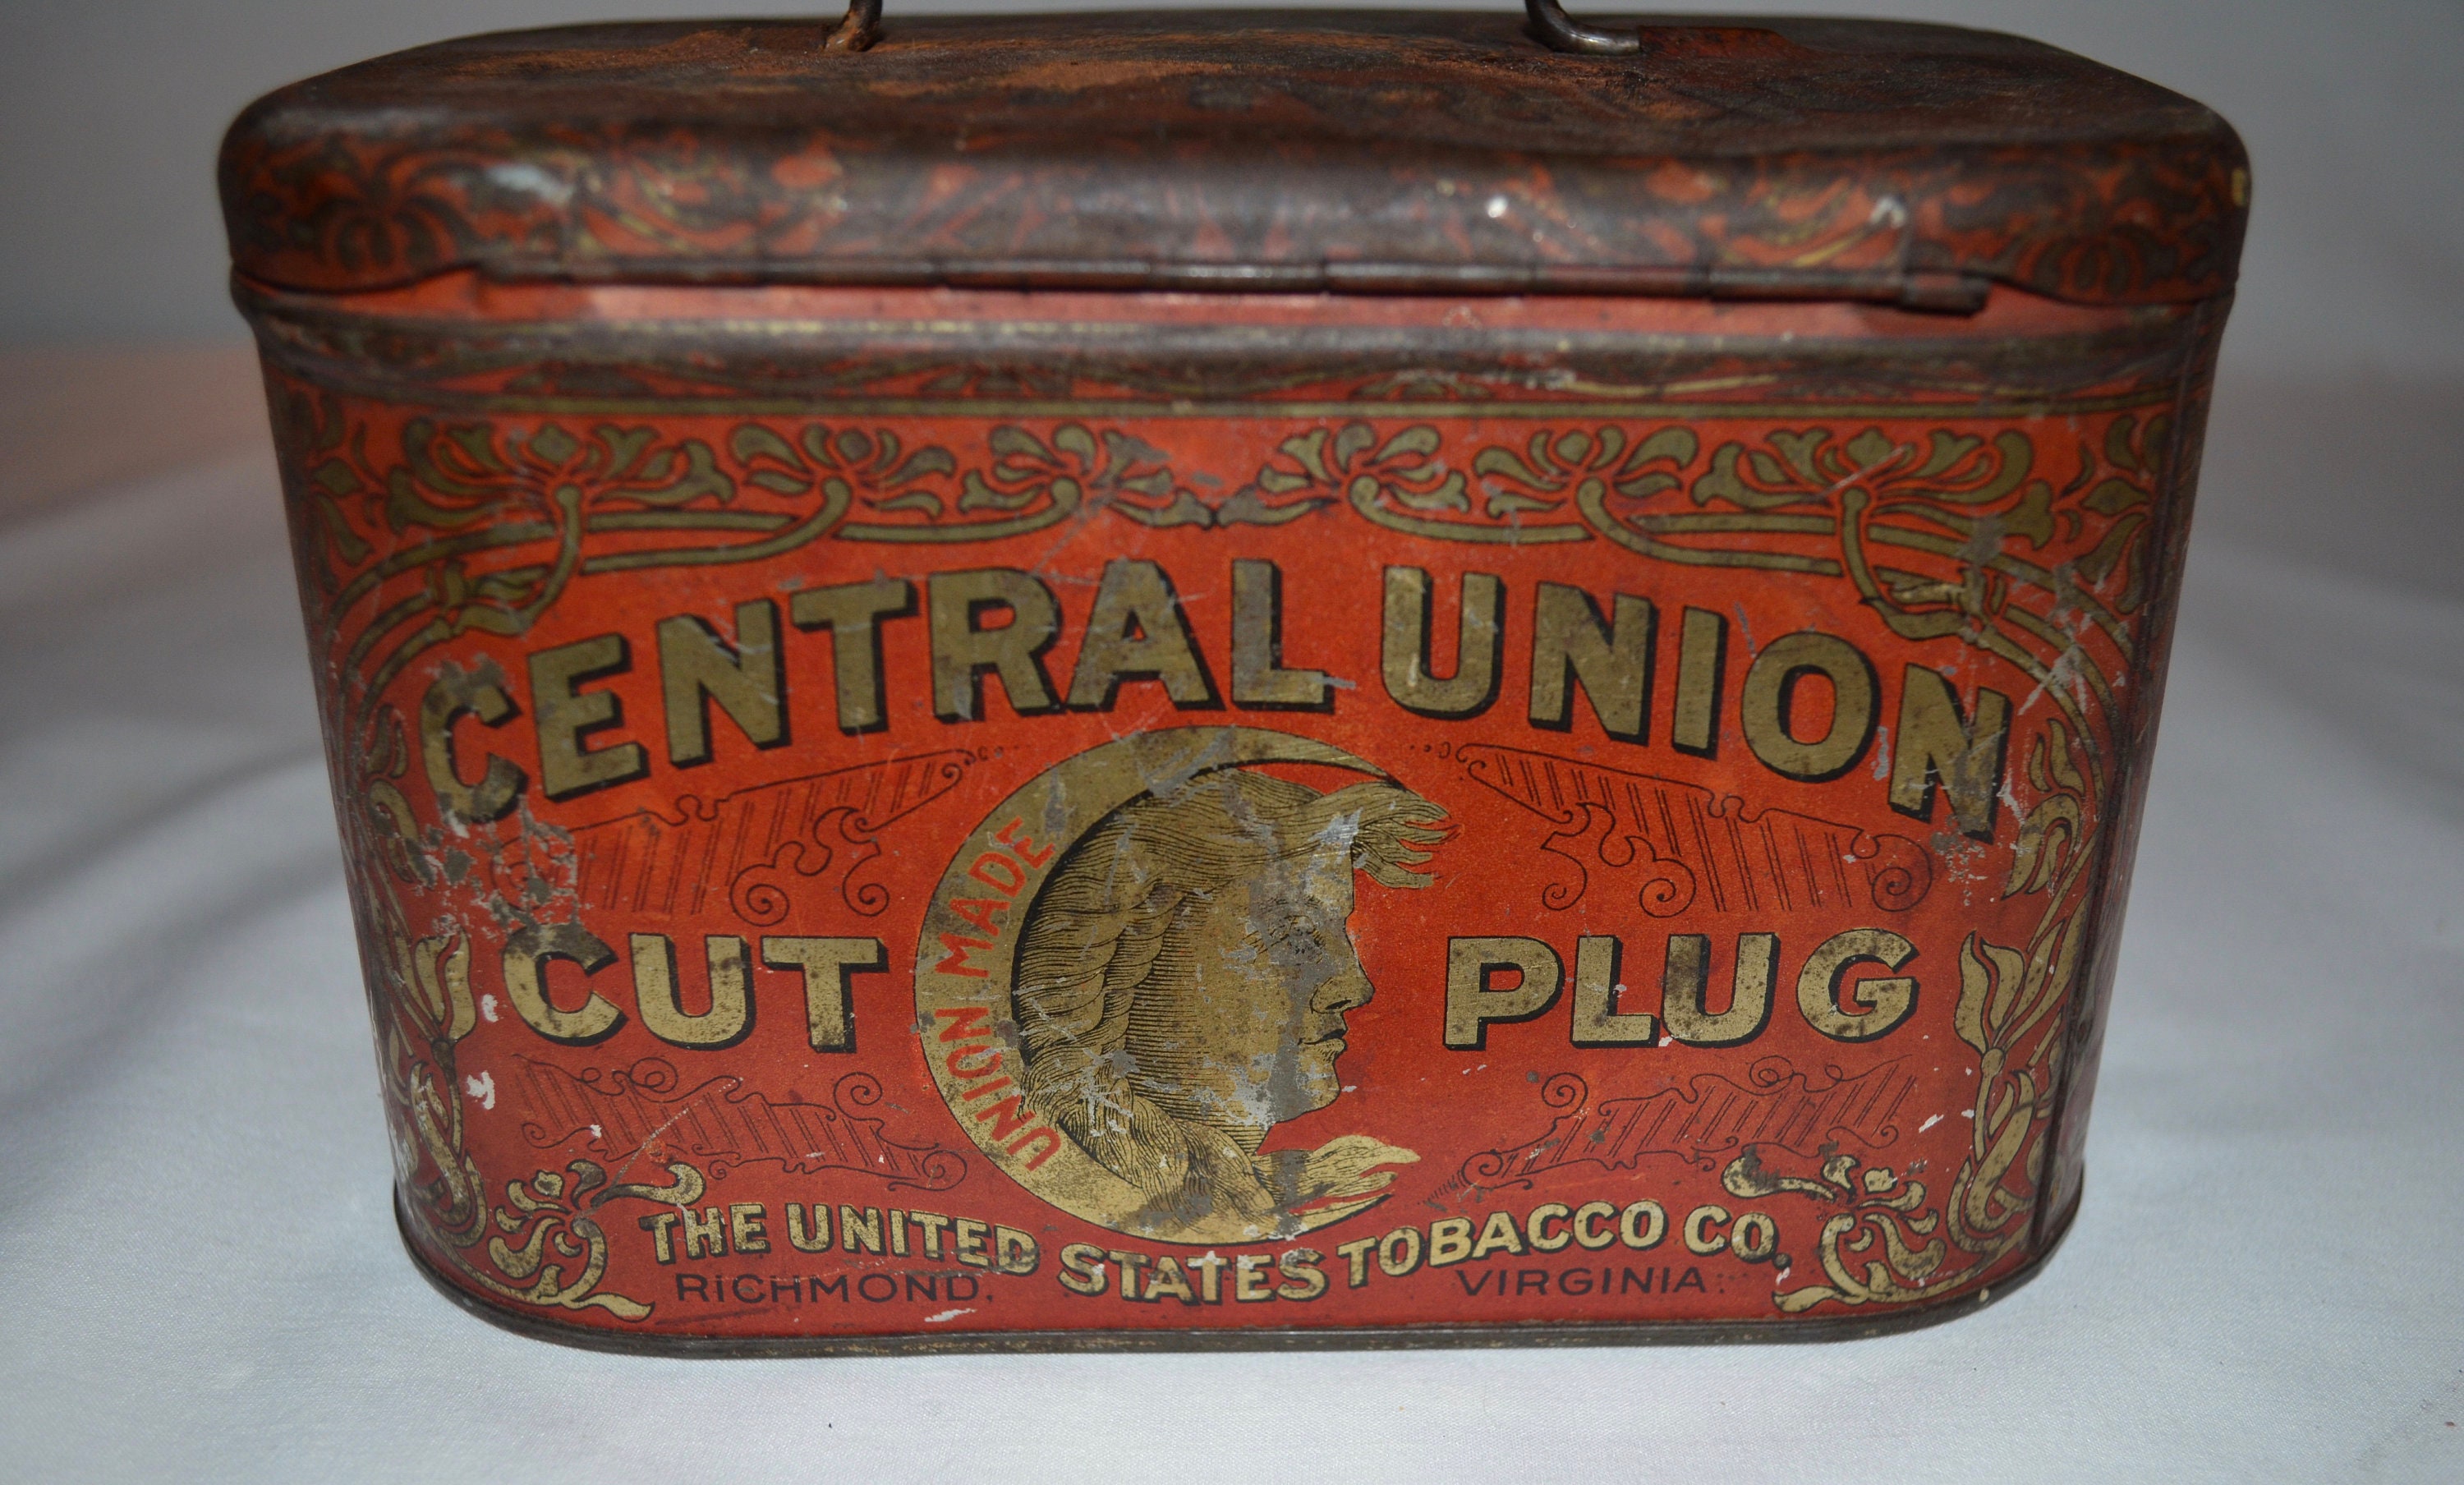 CENTRAL UNION
CUT PLUG
UNION MADE
THE UNITED STATES TOBACCO CO.
RICHMOND, VIRGINIA.